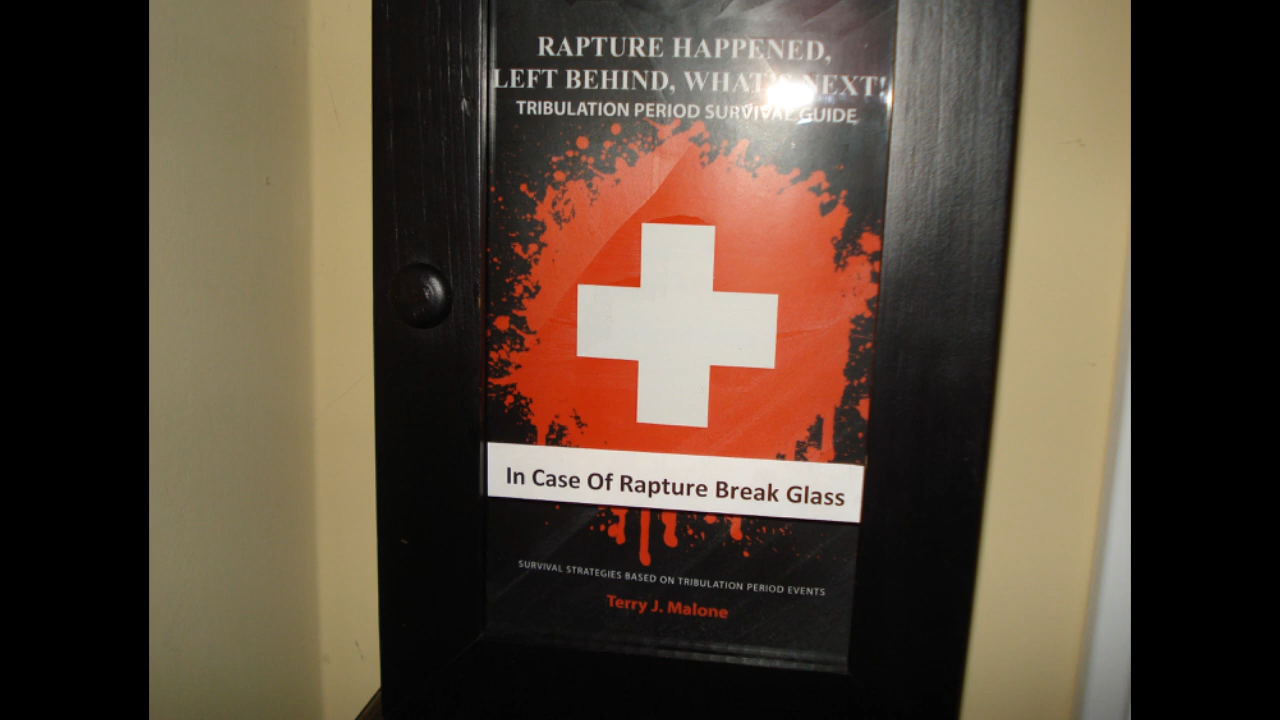 RAPTURE HAPPENED,
LEFT BEHIND, WHAT'S NEXT!
TRIBULATION PERIOD SURVIVAL GUIDE
In Case Of Rapture Break Glass
SURVIVAL STRATEGIES BASED ON TRIBULATION PERIOD EVENTS
Terry J. Malone